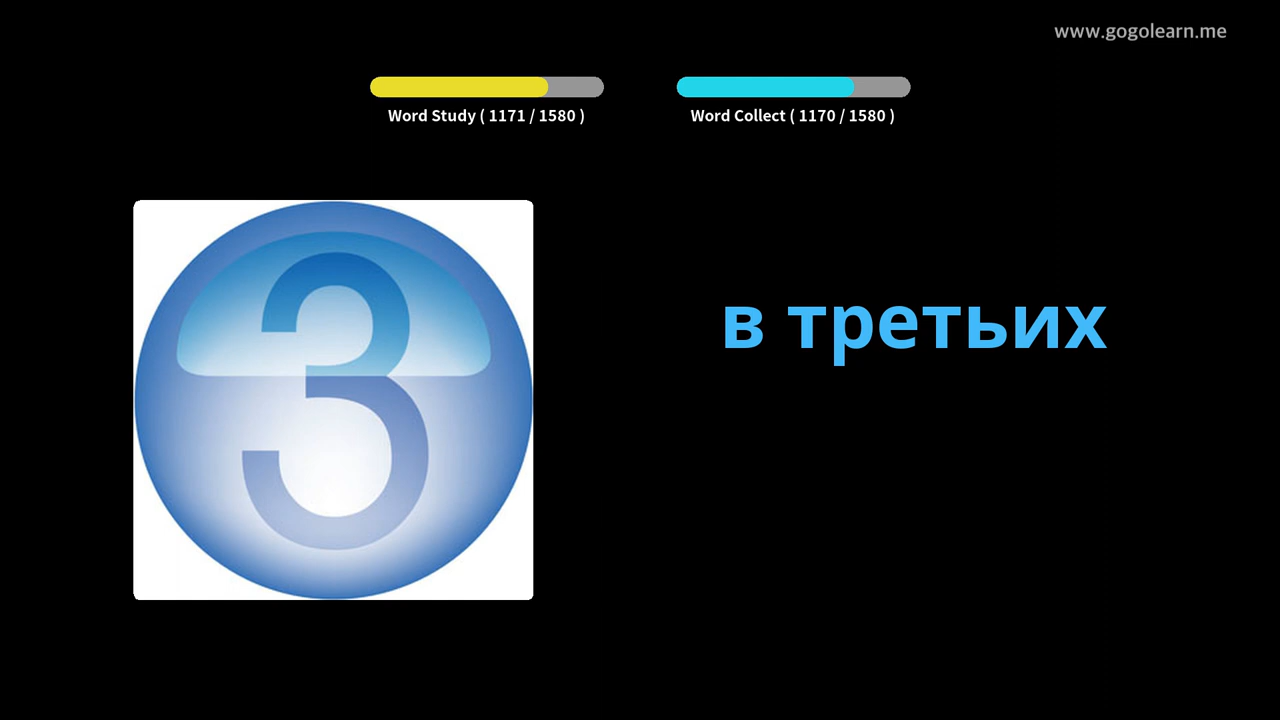 www.gogolearn.me
Word Study ( 1171 / 1580 )
Word Collect ( 1170 / 1580 )
3
в третьих